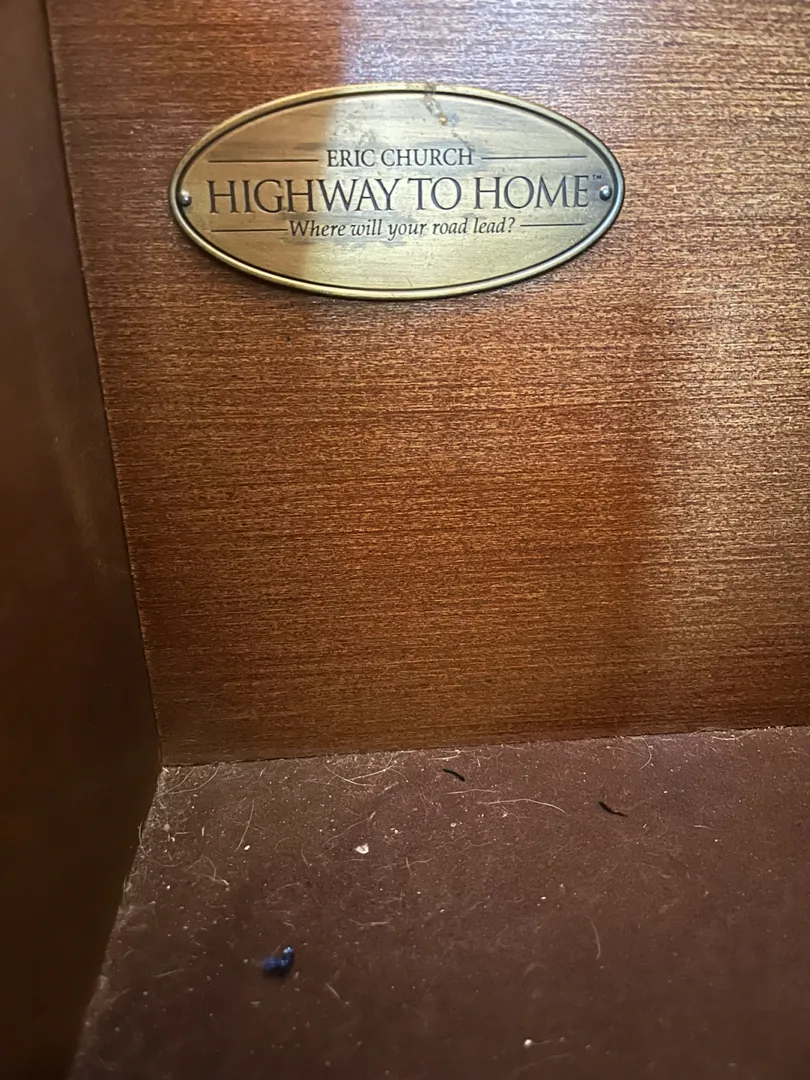 ERIC CHURCH
HIGHWAY TO HOME™
Where will your road lead?